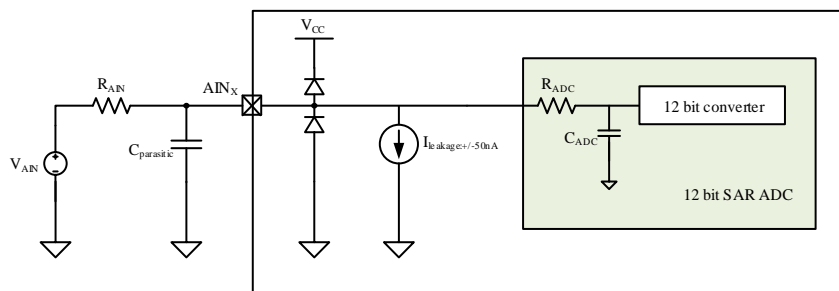 V_CC
R_AIN
AIN_X
R_ADC
12 bit converter
V_AIN
+
-
C_parasitic
I_leakage:+/-50nA
C_ADC
12 bit SAR ADC